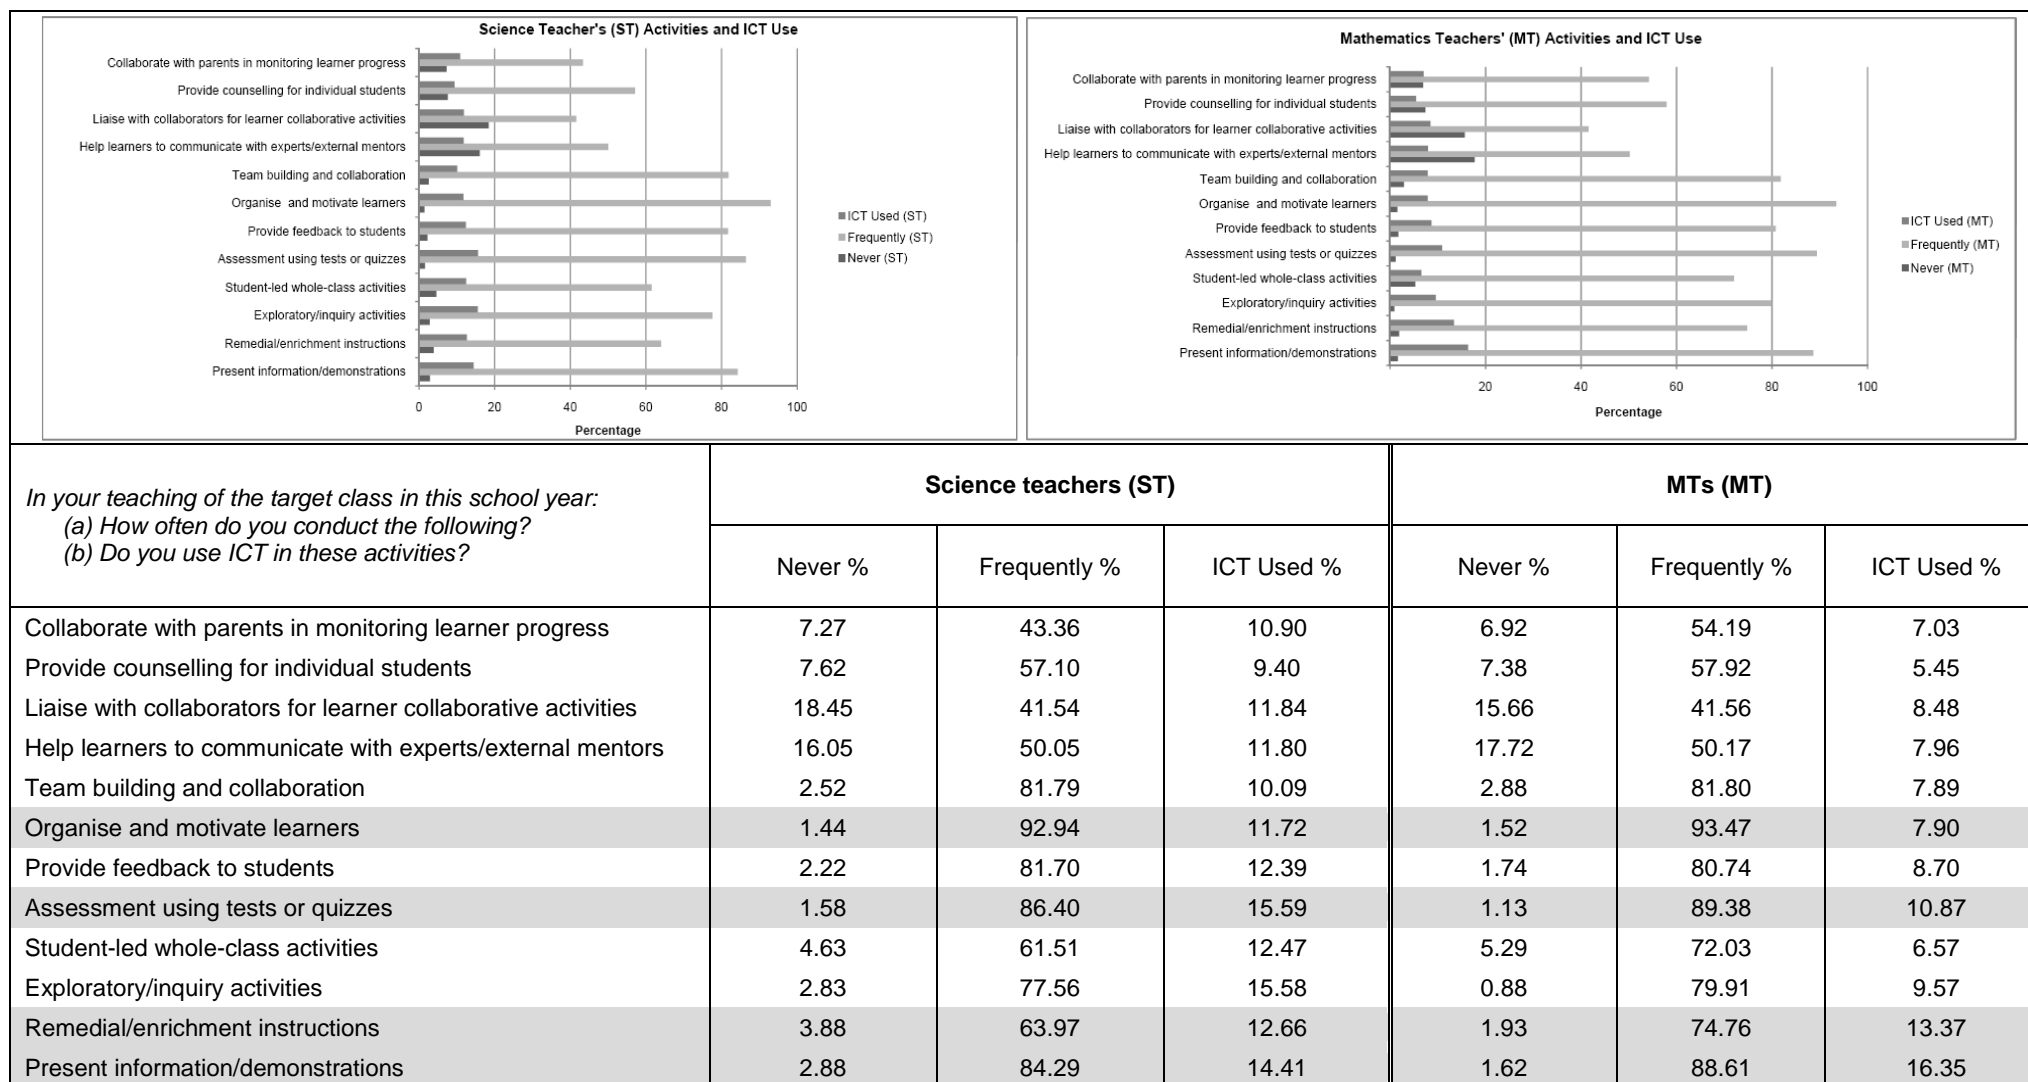 Science Teacher's (ST) Activities and ICT Use
Collaborate with parents in monitoring learner progress
Provide counselling for individual students
Liaise with collaborators for learner collaborative activities
Help learners to communicate with experts/external mentors
Team building and collaboration
Organise and motivate learners
Provide feedback to students
Assessment using tests or quizzes
Student-led whole-class activities
Exploratory/inquiry activities
Remedial/enrichment instructions
Present information/demonstrations
0 20 40 60 80 100
Percentage
ICT Used (ST)
Frequently (ST)
Never (ST)
Mathematics Teachers' (MT) Activities and ICT Use
Collaborate with parents in monitoring learner progress
Provide counselling for individual students
Liaise with collaborators for learner collaborative activities
Help learners to communicate with experts/external mentors
Team building and collaboration
Organise and motivate learners
Provide feedback to students
Assessment using tests or quizzes
Student-led whole-class activities
Exploratory/inquiry activities
Remedial/enrichment instructions
Present information/demonstrations
20 40 60 80 100
Percentage
ICT Used (MT)
Frequently (MT)
Never (MT)
In your teaching of the target class in this school year:
(a) How often do you conduct the following?
(b) Do you use ICT in these activities?
Science teachers (ST) MTs (MT)
Never % Frequently % ICT Used % Never % Frequently % ICT Used %
Collaborate with parents in monitoring learner progress 7.27 43.36 10.90 6.92 54.19 7.03
Provide counselling for individual students 7.62 57.10 9.40 7.38 57.92 5.45
Liaise with collaborators for learner collaborative activities 18.45 41.54 11.84 15.66 41.56 8.48
Help learners to communicate with experts/external mentors 16.05 50.05 11.80 17.72 50.17 7.96
Team building and collaboration 2.52 81.79 10.09 2.88 81.80 7.89
Organise and motivate learners 1.44 92.94 11.72 1.52 93.47 7.90
Provide feedback to students 2.22 81.70 12.39 1.74 80.74 8.70
Assessment using tests or quizzes 1.58 86.40 15.59 1.13 89.38 10.87
Student-led whole-class activities 4.63 61.51 12.47 5.29 72.03 6.57
Exploratory/inquiry activities 2.83 77.56 15.58 0.88 79.91 9.57
Remedial/enrichment instructions 3.88 63.97 12.66 1.93 74.76 13.37
Present information/demonstrations 2.88 84.29 14.41 1.62 88.61 16.35